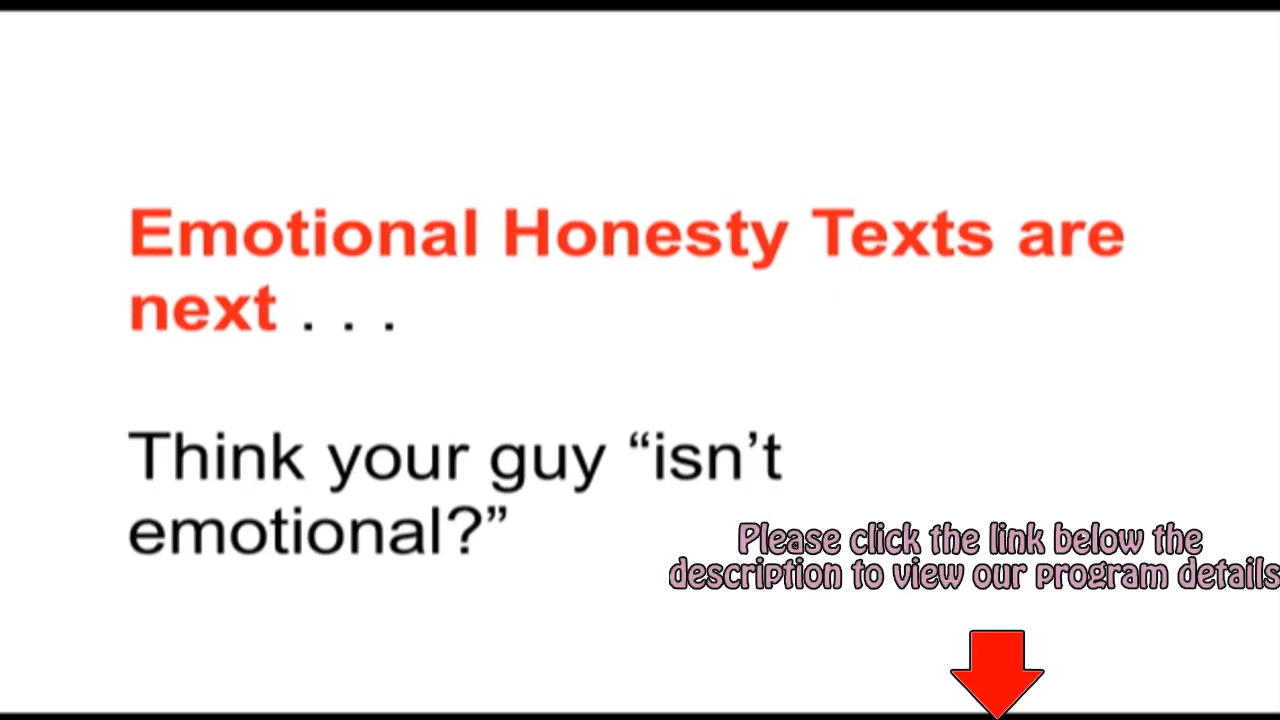 Emotional Honesty Texts are
next . . .
Think your guy “isn’t
emotional?”
Please click the link below the
description to view our program details